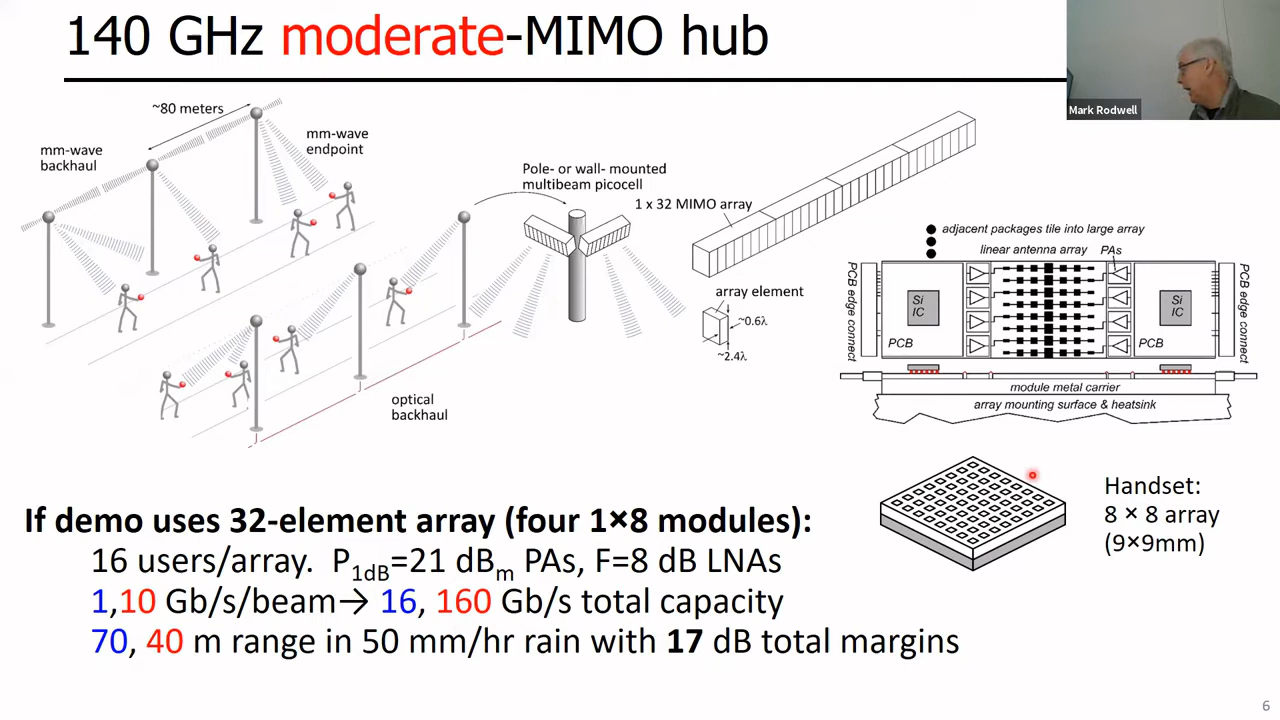 140 GHz moderate-MIMO hub
Mark Rodwell
~80 meters
mm-wave
backhaul
mm-wave
endpoint
Pole- or wall- mounted
multibeam picocell
1 x 32 MIMO array
array element
~0.6λ
~2.4λ
optical
backhaul
adjacent packages tile into large array
linear antenna array PAs
PCB edge connect
Si
IC
PCB
Si
IC
PCB
PCB edge connect
module metal carrier
array mounting surface & heatsink
Handset:
8 × 8 array
(9×9mm)
If demo uses 32-element array (four 1×8 modules):
16 users/array. P1dB=21 dBm PAs, F=8 dB LNAs
1,10 Gb/s/beam→ 16, 160 Gb/s total capacity
70, 40 m range in 50 mm/hr rain with 17 dB total margins
6